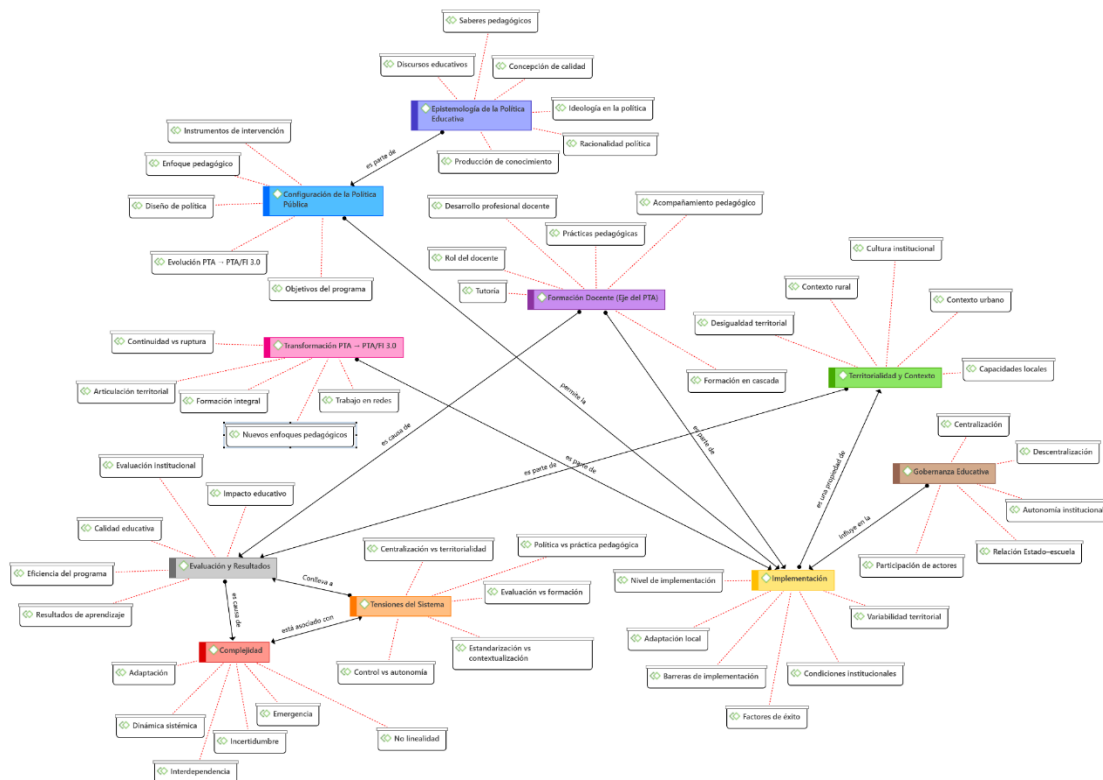 Saberes pedagógicos
Discursos educativos
Concepción de calidad
Epistemología de la Política
Educativa
Ideología en la política
Racionalidad política
Producción de conocimiento
es parte de
Instrumentos de intervención
Enfoque pedagógico
Configuración de la Política
Pública
Diseño de política
Evolución PTA → PTA/FI 3.0
Objetivos del programa
Desarrollo profesional docente
Acompañamiento pedagógico
Prácticas pedagógicas
Rol del docente
Tutoría
Formación Docente (Eje del PTA)
Formación en cascada
Cultura institucional
Contexto rural
Contexto urbano
Desigualdad territorial
Territorialidad y Contexto
Capacidades locales
Continuidad vs ruptura
Transformación PTA → PTA/FI 3.0
Articulación territorial
Formación integral
Trabajo en redes
Nuevos enfoques pedagógicos
permite la
es causa de
es parte de
es parte de
es parte de
es una propiedad de
Centralización
Descentralización
Gobernanza Educativa
Autonomía institucional
Relación Estado-escuela
Participación de actores
Influye en la
Evaluación institucional
Impacto educativo
Calidad educativa
Evaluación y Resultados
Eficiencia del programa
Resultados de aprendizaje
Conlleva a
es causa de
está asociado con
Centralización vs territorialidad
Política vs práctica pedagógica
Tensiones del Sistema
Evaluación vs formación
Estandarización vs
contextualización
Control vs autonomía
Nivel de implementación
Implementación
Adaptación local
Variabilidad territorial
Barreras de implementación
Condiciones institucionales
Factores de éxito
Complejidad
Adaptación
Emergencia
Dinámica sistémica
Incertidumbre
No linealidad
Interdependencia